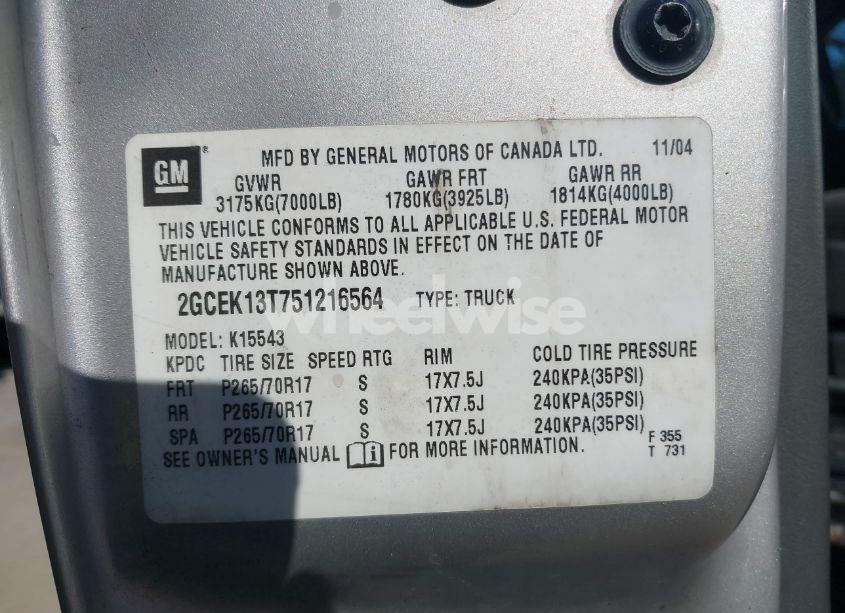 GM ® MFD BY GENERAL MOTORS OF CANADA LTD. 11/04
GVWR GAWR FRT GAWR RR
3175KG(7000LB) 1780KG(3925LB) 1814KG(4000LB)
THIS VEHICLE CONFORMS TO ALL APPLICABLE U.S. FEDERAL MOTOR
VEHICLE SAFETY STANDARDS IN EFFECT ON THE DATE OF
MANUFACTURE SHOWN ABOVE.
2GCEK13T751216564 TYPE: TRUCK
wheelwise
MODEL: K15543
KPDC TIRE SIZE SPEED RTG RIM COLD TIRE PRESSURE
FRT P265/70R17 S 17X7.5J 240KPA(35PSI)
RR P265/70R17 S 17X7.5J 240KPA(35PSI)
SPA P265/70R17 S 17X7.5J 240KPA(35PSI)
SEE OWNER'S MANUAL i FOR MORE INFORMATION.
F 355
T 731